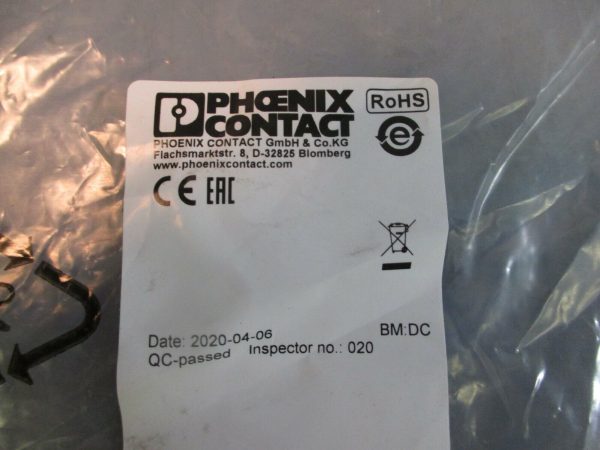 PHŒNIX
CONTACT
RoHS
e
PHOENIX CONTACT GmbH & Co.KG
Flachsmarktstr. 8, D-32825 Blomberg
www.phoenixcontact.com
CE EAC
Date: 2020-04-06
BM:DC
QC-passed Inspector no.: 020